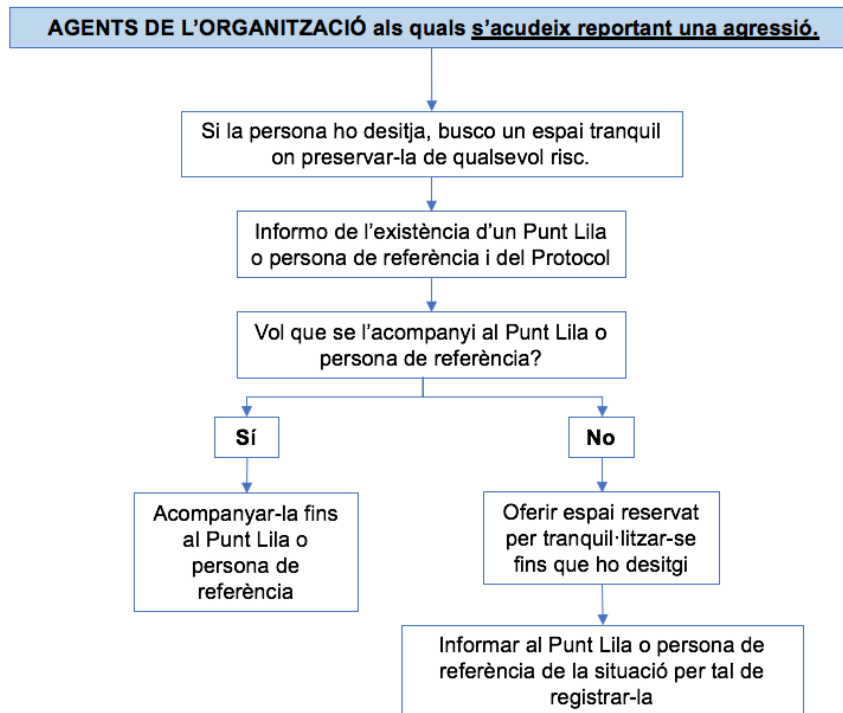 AGENTS DE L’ORGANITZACIÓ als quals s’acudeix reportant una agressió.
Si la persona ho desitja, busco un espai tranquil
on preservar-la de qualsevol risc.
Informo de l’existència d’un Punt Lila
o persona de referència i del Protocol
Vol que se l’acompanyi al Punt Lila o
persona de referència?
Sí
No
Acompanyar-la fins
al Punt Lila o
persona de
referència
Oferir espai reservat
per tranquil·litzar-se
fins que ho desitgi
Informar al Punt Lila o persona de
referència de la situació per tal de
registrar-la